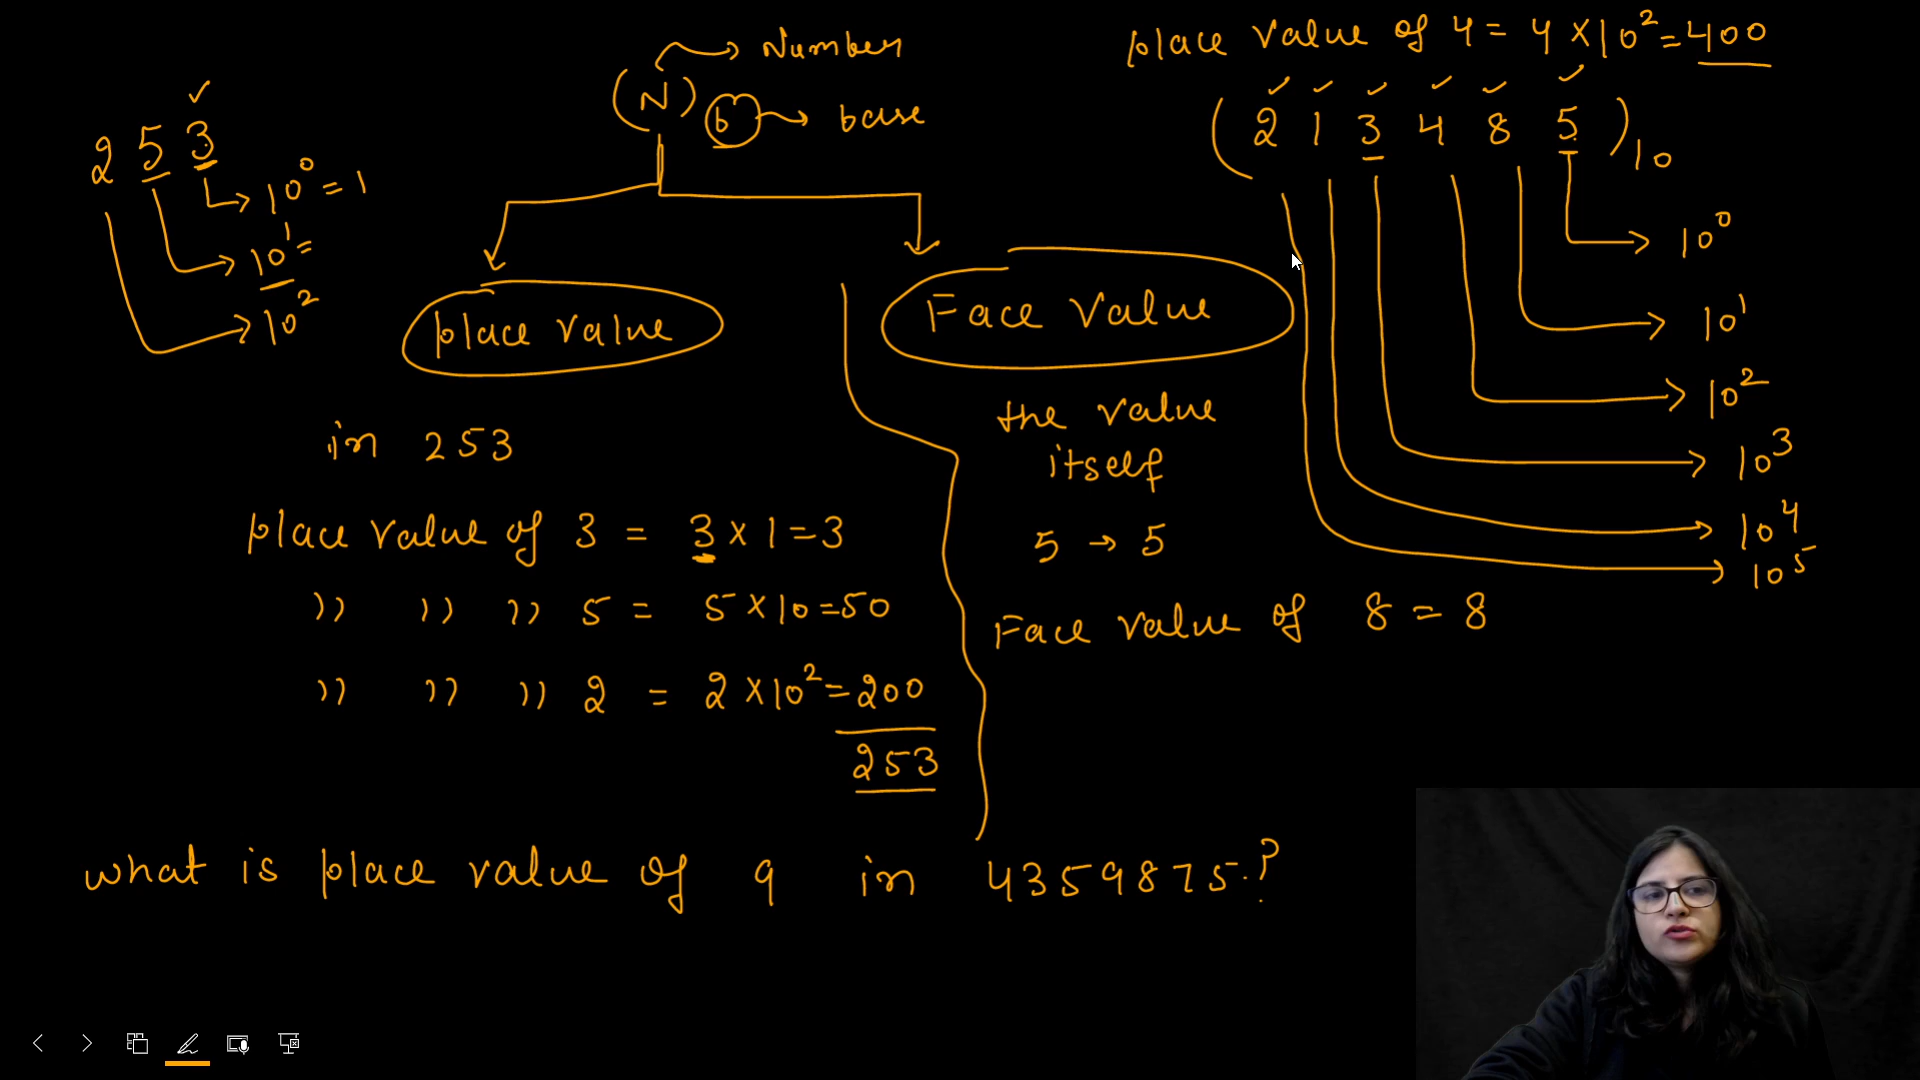 place value of 4 = 4 × 10² = 400
Number
(N) b → base
2 5 3
10⁰ = 1
10¹ =
10²
(2 1 3 4 8 5)₁₀
10⁰
10¹
10²
10³
10⁴
10⁵
place value
Face value
in 253
place value of 3 = 3 × 1 = 3
" " " 5 = 5 × 10 = 50
" " " 2 = 2 × 10² = 200
253
the value
itself
5 → 5
Face value of 8 = 8
what is place value of 9 in 4359875.?